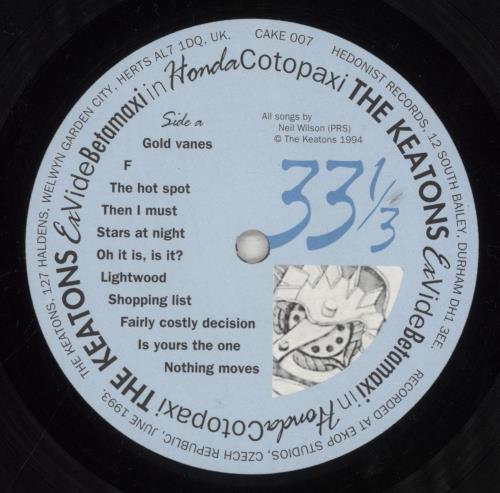 THE KEATONS, 127 HALDENS, WELWYN GARDEN CITY, HERTS AL7 1DQ, UK.
CAKE 007
HEDONIST RECORDS, 12 SOUTH BAILEY, DURHAM DH1 3EE.
RECORDED AT EKOP STUDIOS, CZECH REPUBLIC, JUNE 1993.
THE KEATONS ExVideBetamaxi in HondaCotopaxi
THE KEATONS ExVideBetamaxi in HondaCotopaxi
Side a
Gold vanes
F
The hot spot
Then I must
Stars at night
Oh it is, is it?
Lightwood
Shopping list
Fairly costly decision
Is yours the one
Nothing moves
All songs by
Neil Wilson (PRS)
© The Keatons 1994
33 1/3